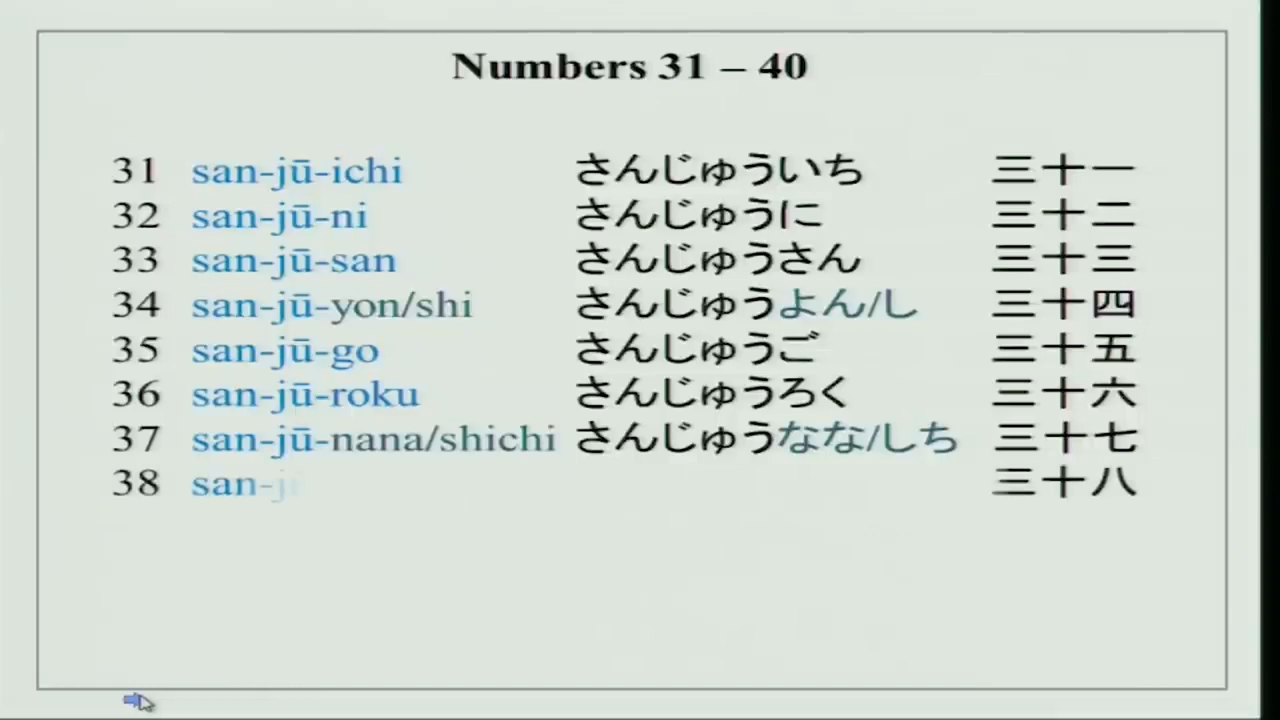 Numbers 31 – 40
31 san-jū-ichi さんじゅういち 三十一
32 san-jū-ni さんじゅうに 三十二
33 san-jū-san さんじゅうさん 三十三
34 san-jū-yon/shi さんじゅうよん/し 三十四
35 san-jū-go さんじゅうご 三十五
36 san-jū-roku さんじゅうろく 三十六
37 san-jū-nana/shichi さんじゅうなな/しち 三十七
38 san-j 三十八